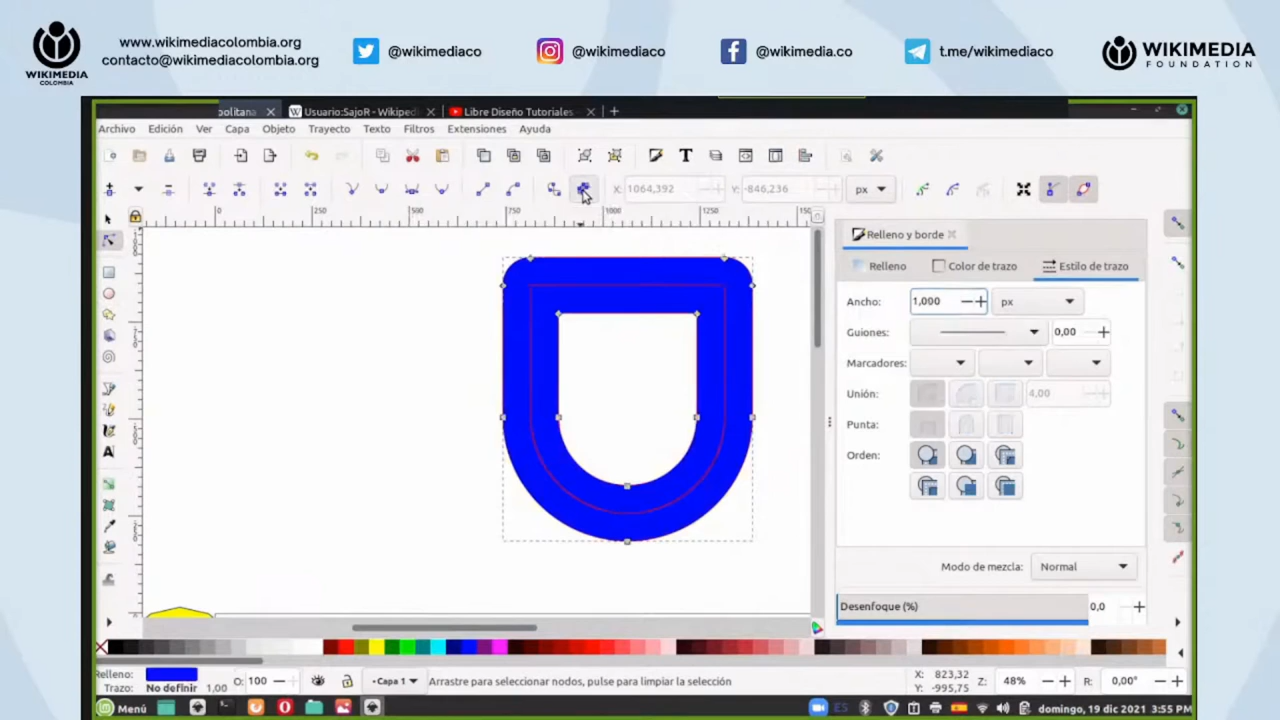 WIKIMEDIA
COLOMBIA
www.wikimediacolombia.org
contacto@wikimediacolombia.org
@wikimediaco
@wikimediaco
@wikimedia.co
t.me/wikimediaco
WIKIMEDIA
FOUNDATION
politana
Usuario:SajoR - Wikiped
Libre Diseño Tutoriales
Archivo Edición Ver Capa Objeto Trayecto Texto Filtros Extensiones Ayuda
X: 1064,392 Y: -846,236 px
250 500 750 1000 1250
Relleno y borde
Relleno Color de trazo Estilo de trazo
Ancho: 1,000 px
Guiones: 0,00
Marcadores:
Unión: 4,00
Punta:
Orden:
Modo de mezcla: Normal
Desenfoque (%) 0,0
Relleno: O: 100 Capa 1 Arrastre para seleccionar nodos, pulse para limpiar la selección X: 823,32 Z: 48% R: 0,00°
Trazo: No definir 1,00 Y: -995,75
Menú ES domingo, 19 dic 2021 3:55 PM